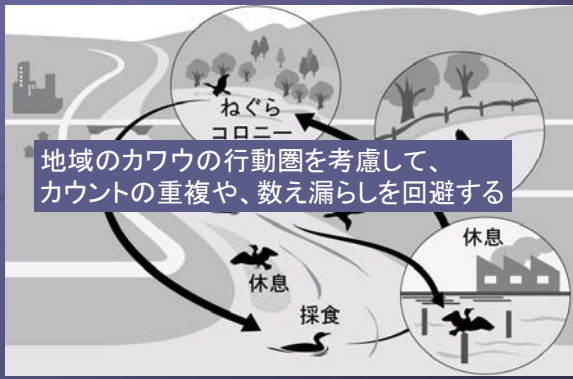 ねぐら
コロニー
地域のカワウの行動圏を考慮して、
カウントの重複や、数え漏らしを回避する
休息
休息
採食